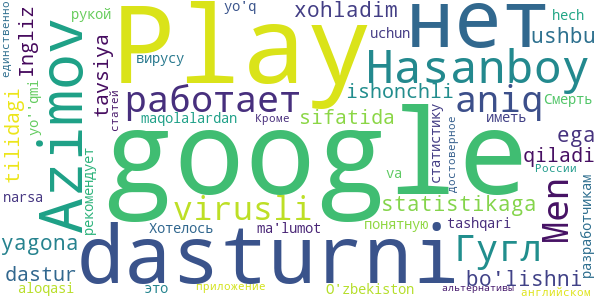 единственно
рукой
yo'q
xohladim
hech
Ingliz
вирусу
Play
нет
uchun
ushbu
tavsiya
Hasanboy
Azimov
yo''qmi
статей
работает
ishonchli
aniq
Смерть
tilidagi
maqolalardan
Кроме
sifatida
статистику
достоверное
иметь
ega
google
рекомендует
va
России
qiladi
разработчикам
narsa
virusli
statistikaga
Men
Хотелось
понятную
tashqari
yagona
dasturni
Гугл
dastur
ma'lumot
bo'lishni
aloqasi
это
приложение
O'zbekiston
альтернативы
английском